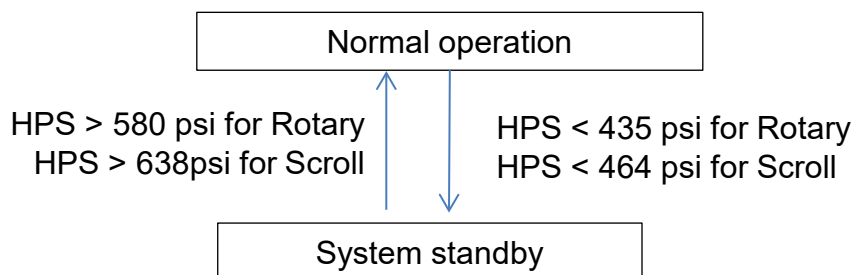 Normal operation
HPS > 580 psi for Rotary
HPS > 638psi for Scroll
HPS < 435 psi for Rotary
HPS < 464 psi for Scroll
System standby